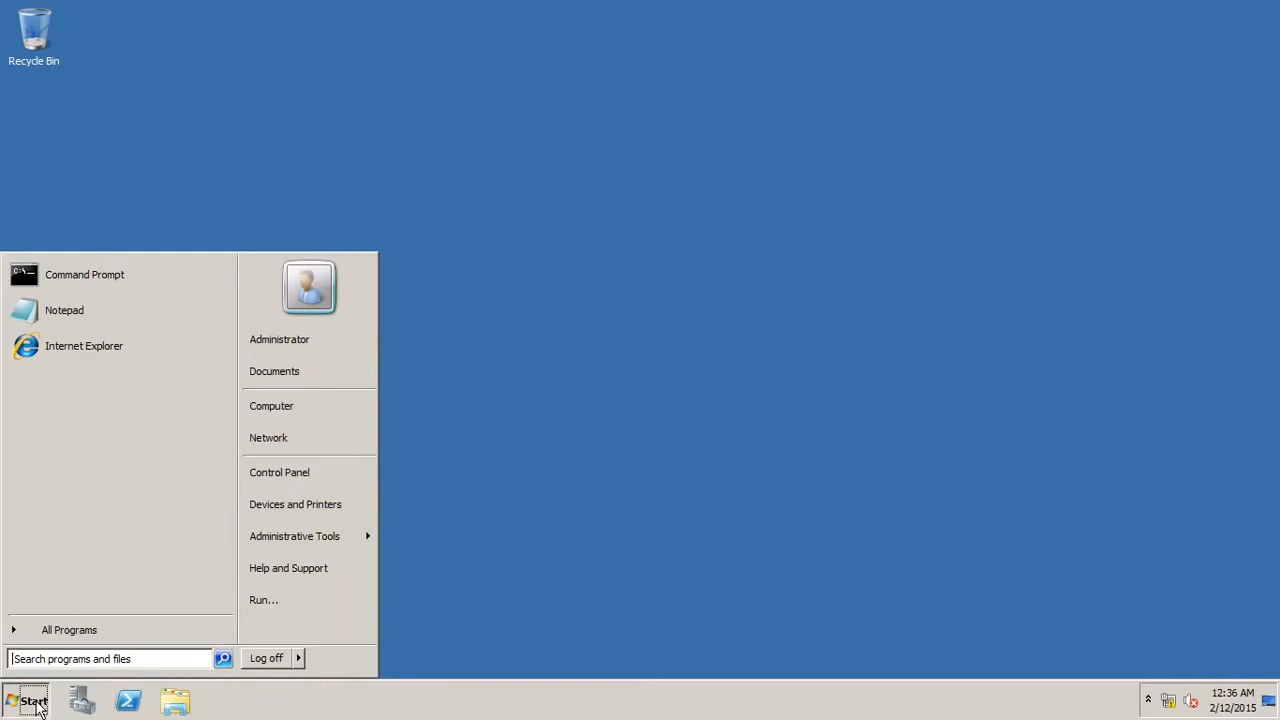 Recycle Bin
Command Prompt
Notepad
Internet Explorer
All Programs
Search programs and files
Administrator
Documents
Computer
Network
Control Panel
Devices and Printers
Administrative Tools
Help and Support
Run...
Log off
Start
12:36 AM
2/12/2015